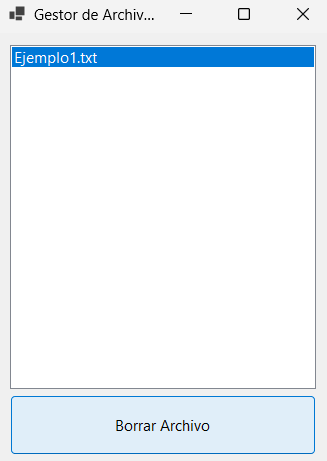 Gestor de Archiv...
Ejemplo1.txt
Borrar Archivo